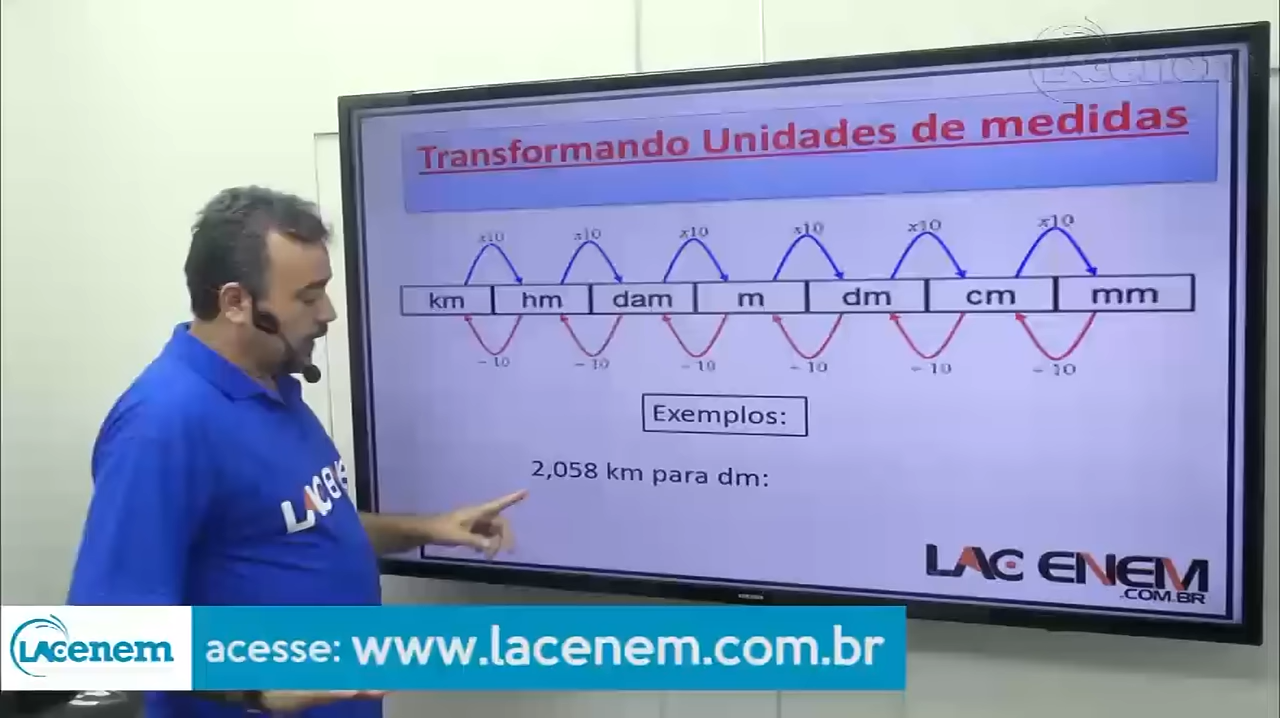 LACENEM
Transformando Unidades de medidas
x10 x10 x10 x10 x10 x10
km hm dam m dm cm mm
÷ 10 ÷ 10 ÷ 10 ÷ 10 ÷ 10 ÷ 10
Exemplos:
2,058 km para dm:
LAC ENEM
.COM.BR
LACenem acesse: www.lacenem.com.br